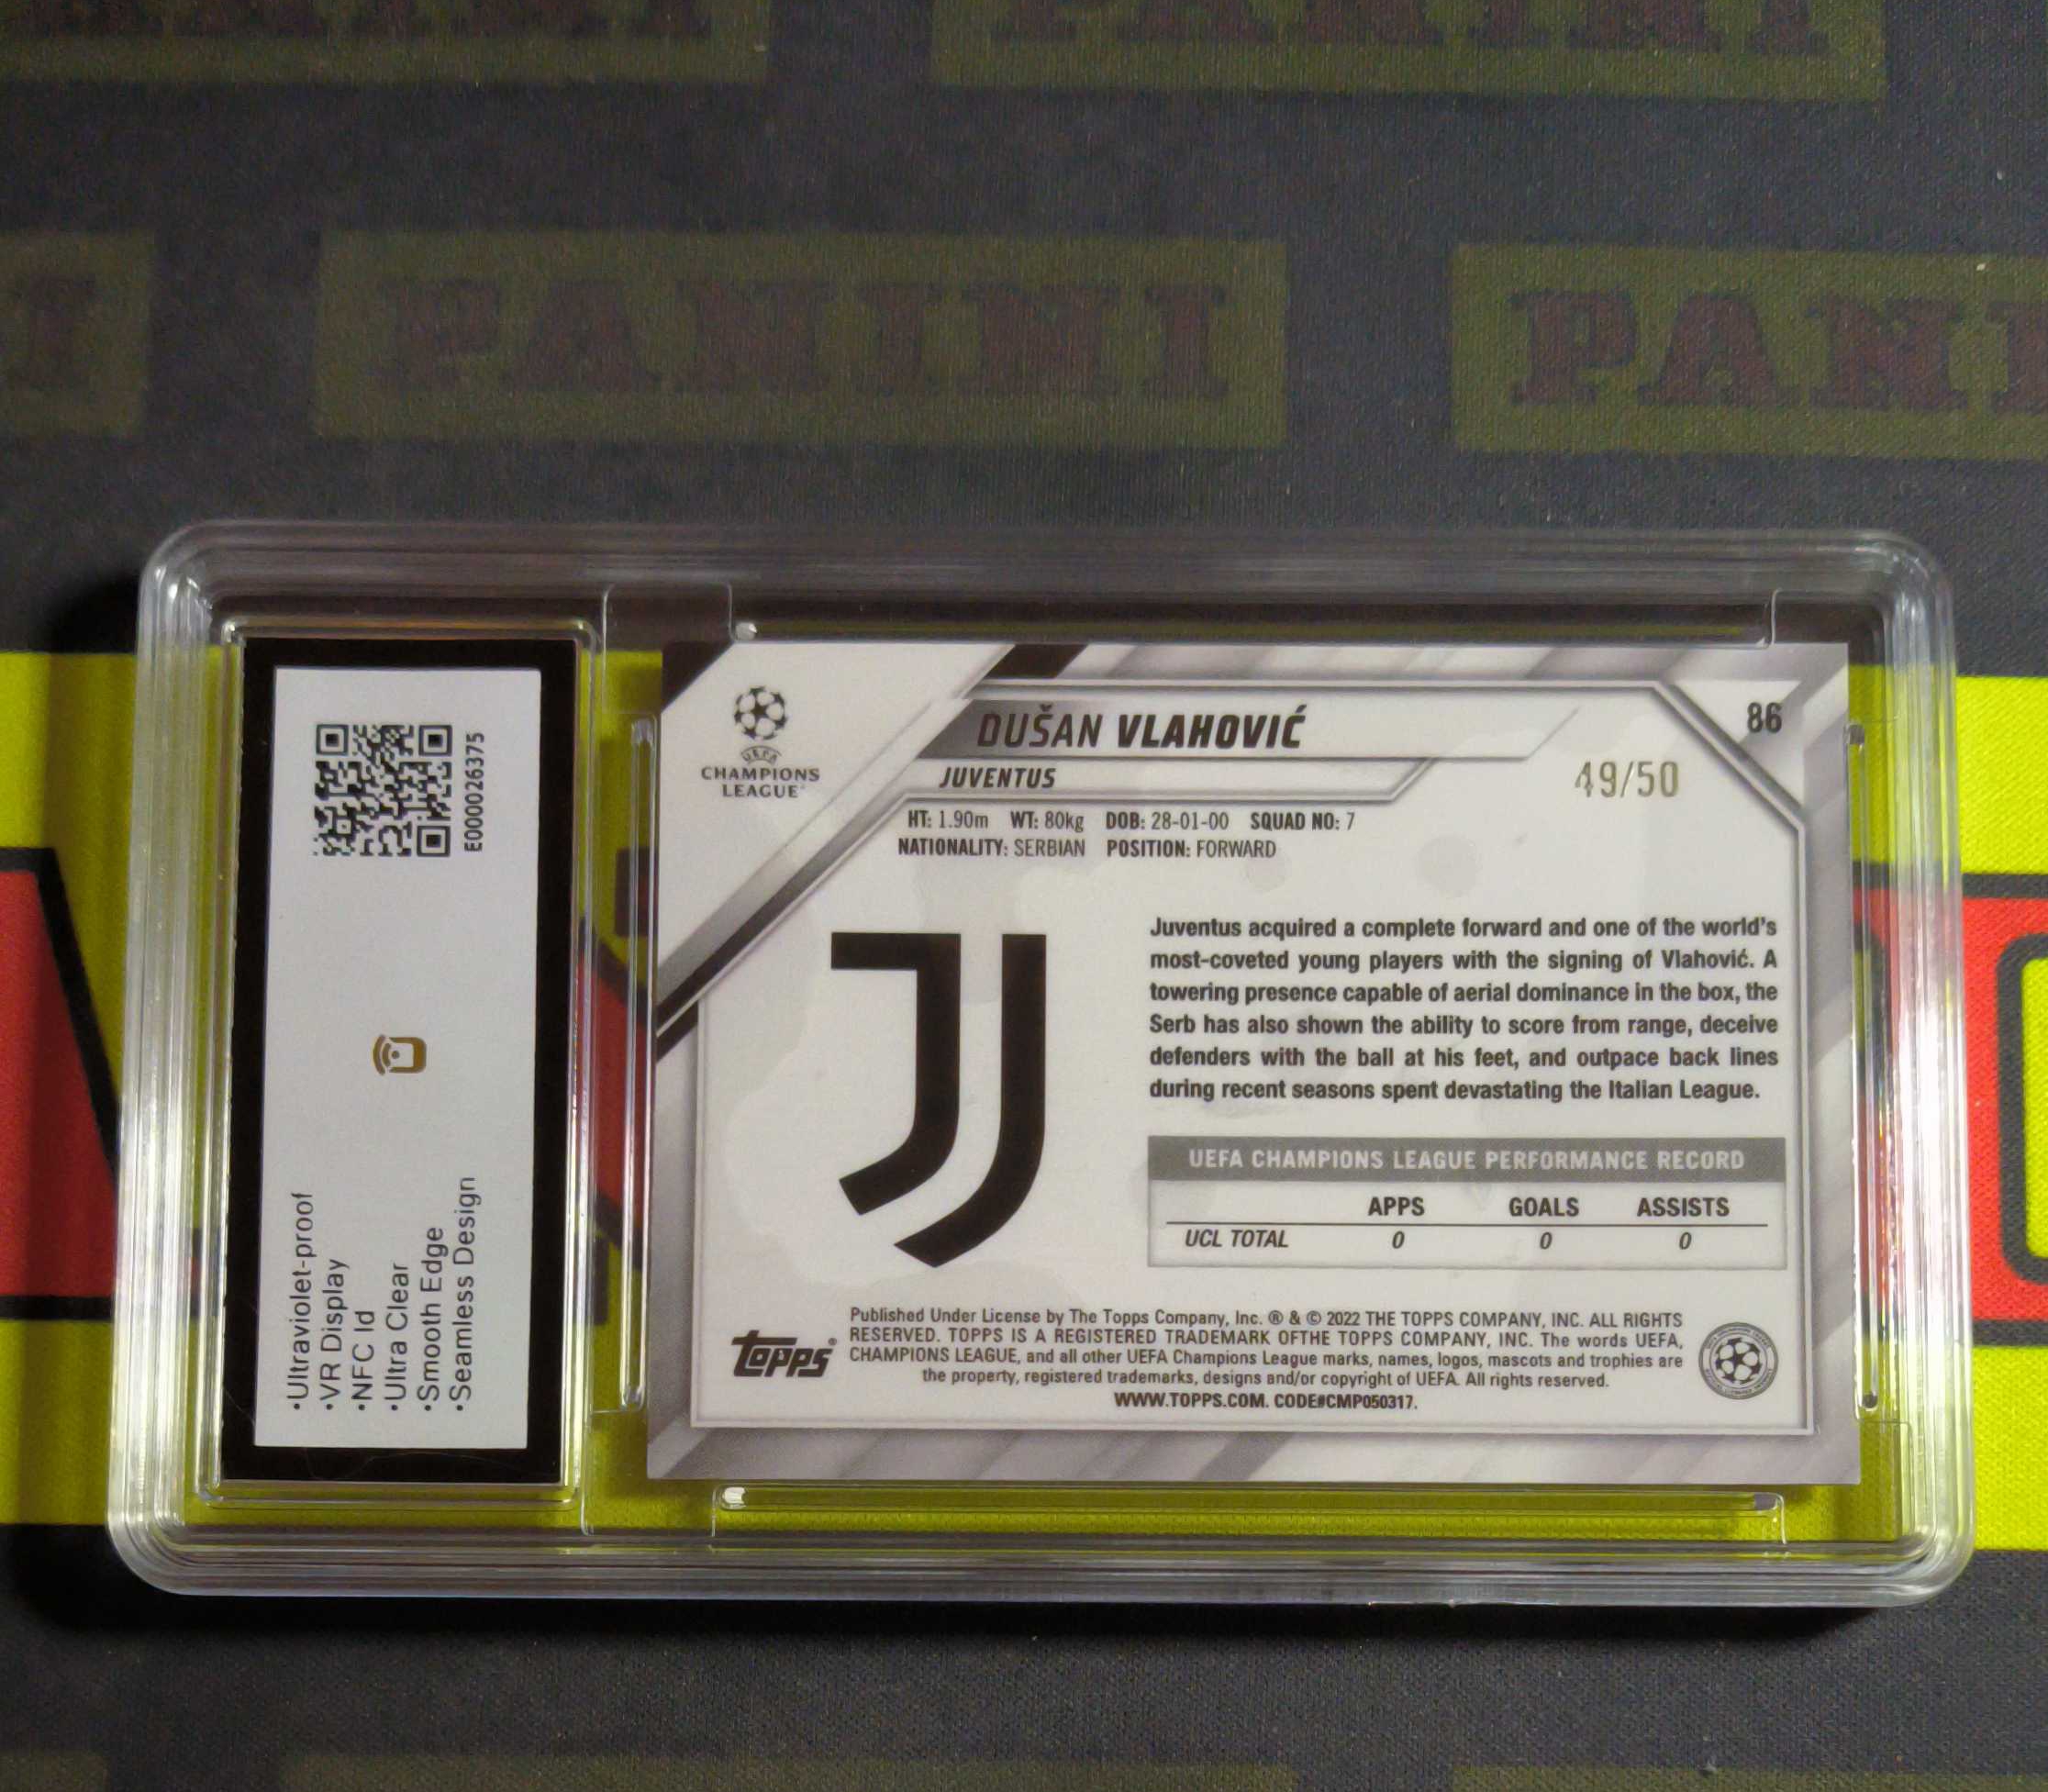 PANINI
PANI
E000026375
•Ultraviolet-proof
•VR Display
•NFC Id
•Ultra Clear
•Smooth Edge
•Seamless Design
UEFA
CHAMPIONS
LEAGUE
DUŠAN VLAHOVIĆ
86
JUVENTUS
49/50
HT: 1.90m WT: 80kg DOB: 28-01-00 SQUAD NO: 7
NATIONALITY: SERBIAN POSITION: FORWARD
Juventus acquired a complete forward and one of the world's
most-coveted young players with the signing of Vlahović. A
towering presence capable of aerial dominance in the box, the
Serb has also shown the ability to score from range, deceive
defenders with the ball at his feet, and outpace back lines
during recent seasons spent devastating the Italian League.
UEFA CHAMPIONS LEAGUE PERFORMANCE RECORD
APPS GOALS ASSISTS
UCL TOTAL 0 0 0
Topps®
Published Under License by The Topps Company, Inc. ® & © 2022 THE TOPPS COMPANY, INC. ALL RIGHTS
RESERVED. TOPPS IS A REGISTERED TRADEMARK OFTHE TOPPS COMPANY, INC. The words UEFA,
CHAMPIONS LEAGUE, and all other UEFA Champions League marks, names, logos, mascots and trophies are
the property, registered trademarks, designs and/or copyright of UEFA. All rights reserved.
WWW.TOPPS.COM. CODE#CMP050317.